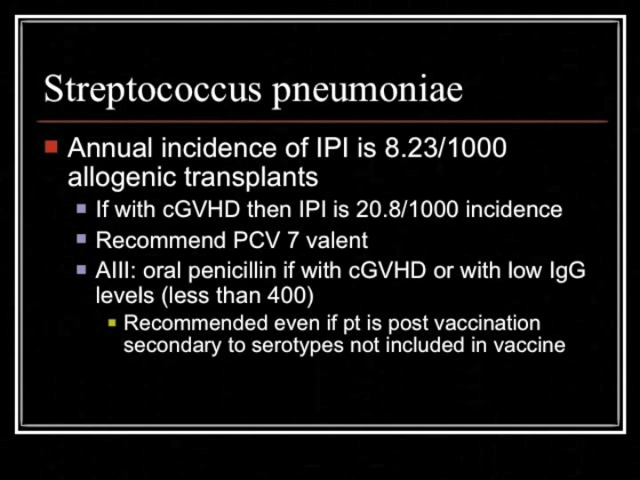 Streptococcus pneumoniae
Annual incidence of IPI is 8.23/1000
allogenic transplants
If with cGVHD then IPI is 20.8/1000 incidence
Recommend PCV 7 valent
AIII: oral penicillin if with cGVHD or with low IgG
levels (less than 400)
Recommended even if pt is post vaccination
secondary to serotypes not included in vaccine